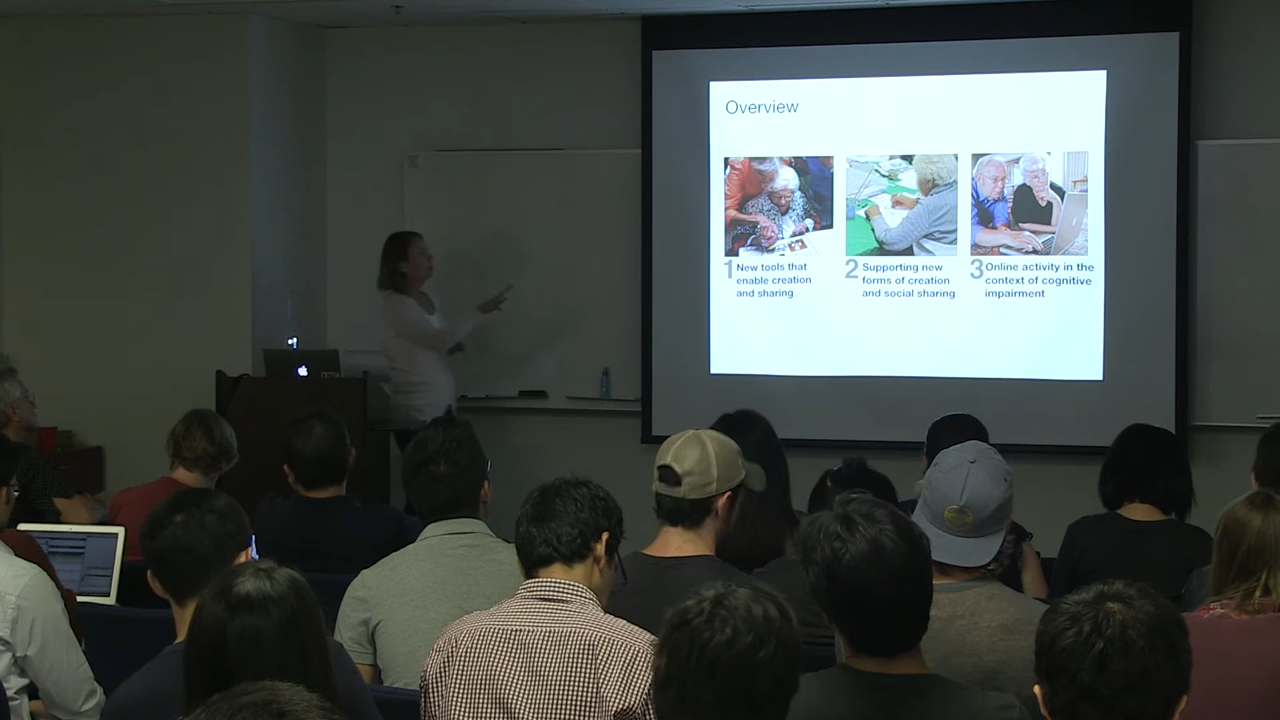 Overview
1 New tools that
enable creation
and sharing
2 Supporting new
forms of creation
and social sharing
3 Online activity in the
context of cognitive
impairment